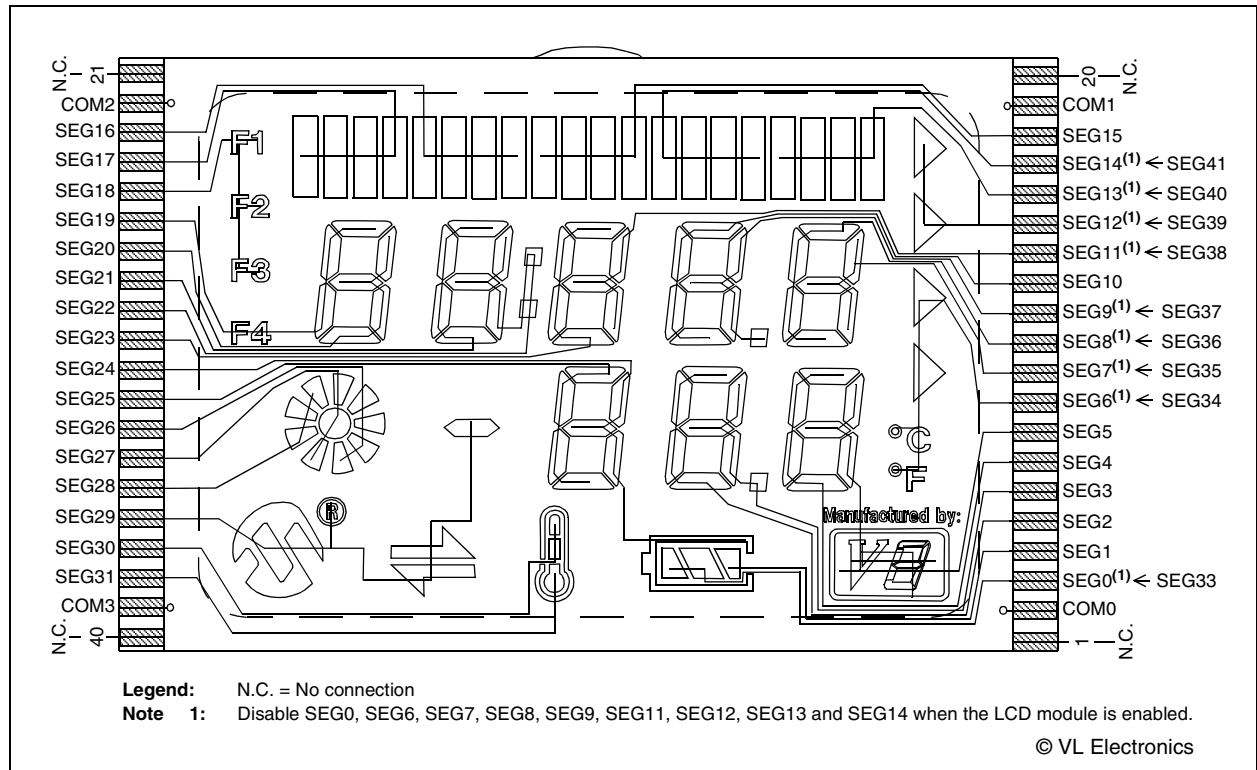 N.C.
21
COM2
SEG16
SEG17
SEG18
SEG19
SEG20
SEG21
SEG22
SEG23
SEG24
SEG25
SEG26
SEG27
SEG28
SEG29
SEG30
SEG31
COM3
N.C.
40
F1
F2
F3
F4
®
°C
°F
Manufactured by:
20
N.C.
COM1
SEG15
SEG14(1) ← SEG41
SEG13(1) ← SEG40
SEG12(1) ← SEG39
SEG11(1) ← SEG38
SEG10
SEG9(1) ← SEG37
SEG8(1) ← SEG36
SEG7(1) ← SEG35
SEG6(1) ← SEG34
SEG5
SEG4
SEG3
SEG2
SEG1
SEG0(1) ← SEG33
COM0
1
N.C.
Legend: N.C. = No connection
Note 1: Disable SEG0, SEG6, SEG7, SEG8, SEG9, SEG11, SEG12, SEG13 and SEG14 when the LCD module is enabled.
© VL Electronics